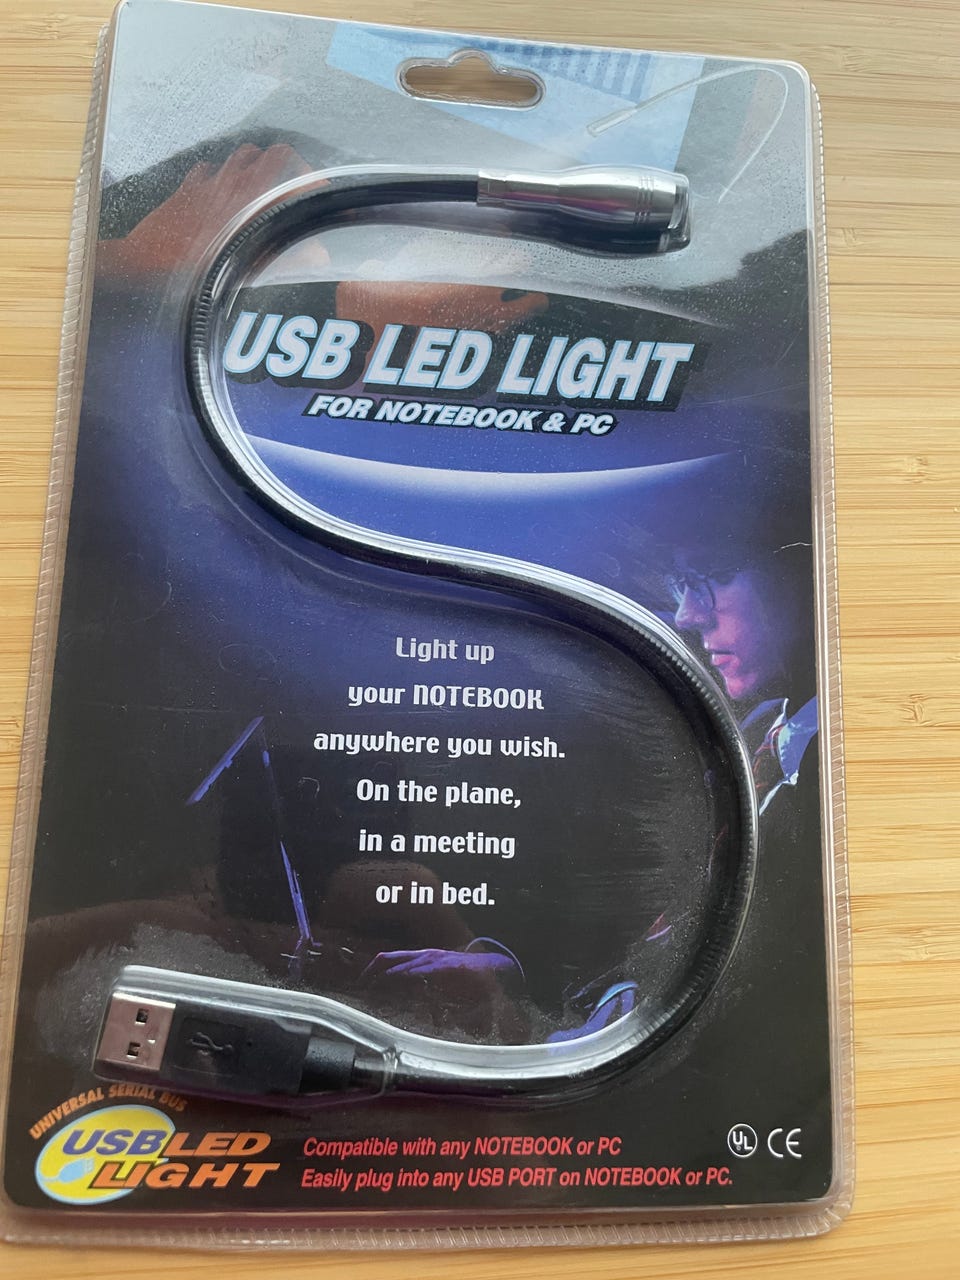 USB LED LIGHT
FOR NOTEBOOK & PC
Light up
your NOTEBOOK
anywhere you wish.
On the plane,
in a meeting
or in bed.
UNIVERSAL SERIAL BUS
USB LED
LIGHT
Compatible with any NOTEBOOK or PC
Easily plug into any USB PORT on NOTEBOOK or PC.
UL CE